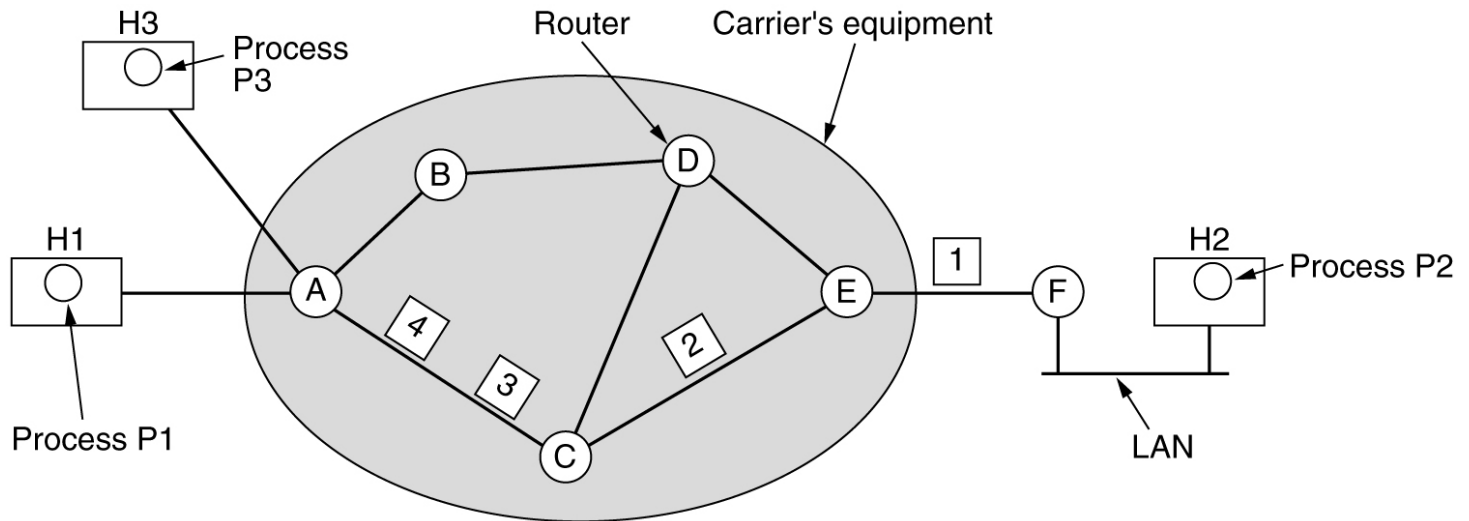 H3
Process
P3
Router
Carrier's equipment
B
D
H1
A
4
3
2
C
E
1
F
H2
Process P2
Process P1
LAN